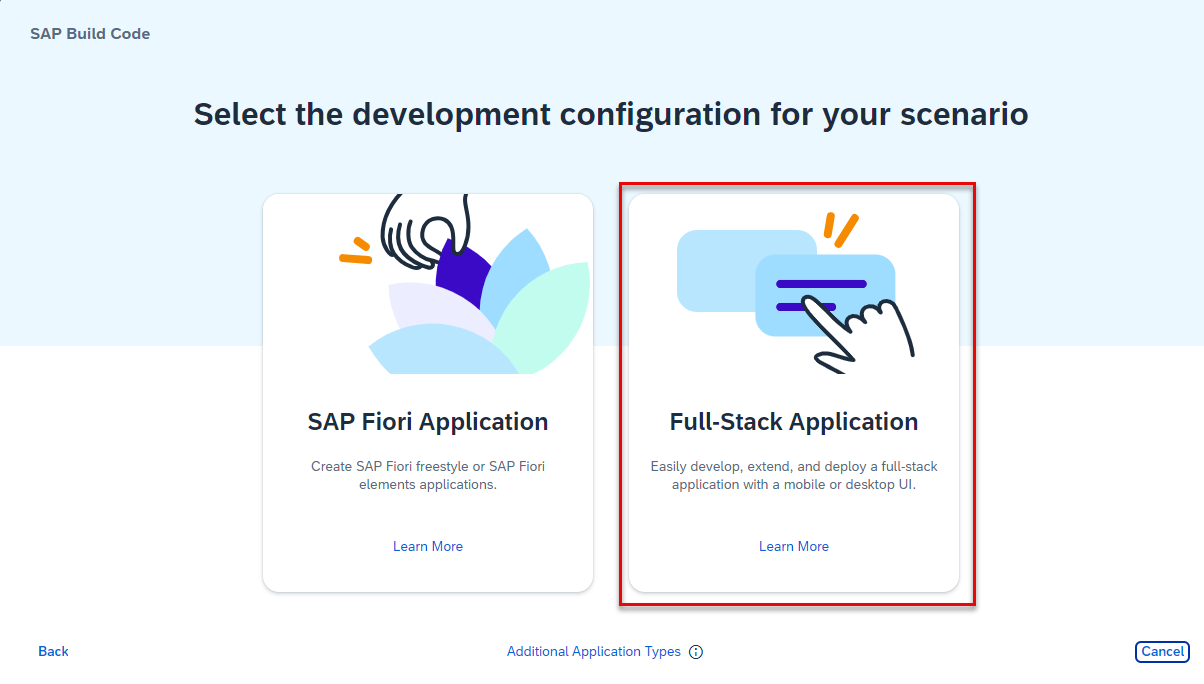 SAP Build Code
Select the development configuration for your scenario
SAP Fiori Application
Create SAP Fiori freestyle or SAP Fiori
elements applications.
Learn More
Full-Stack Application
Easily develop, extend, and deploy a full-stack
application with a mobile or desktop UI.
Learn More
Back
Additional Application Types
Cancel